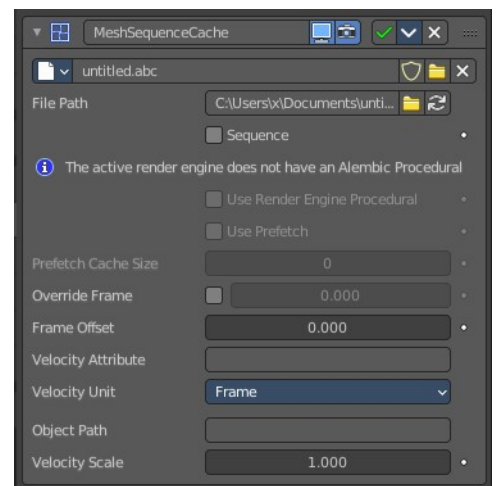 MeshSequenceCache
untitled.abc
File Path C:\Users\x\Documents\unti...
Sequence
The active render engine does not have an Alembic Procedural
Use Render Engine Procedural
Use Prefetch
Prefetch Cache Size 0
Override Frame 0.000
Frame Offset 0.000
Velocity Attribute
Velocity Unit Frame
Object Path
Velocity Scale 1.000